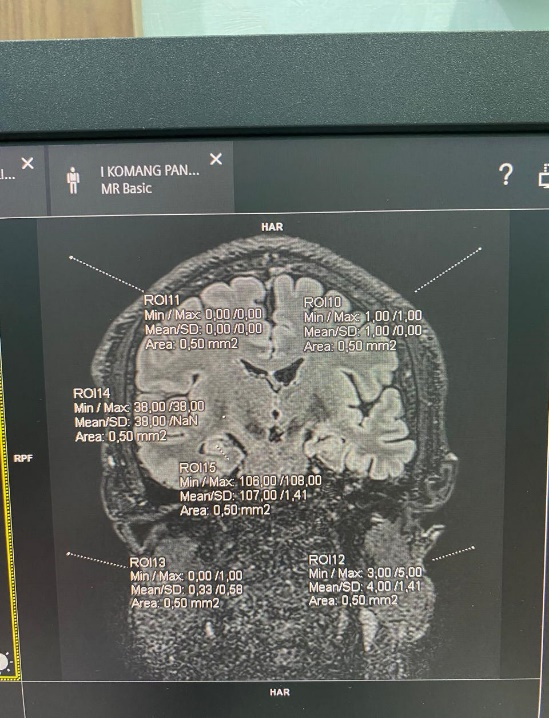 I KOMANG PAN...
MR Basic
?
HAR
ROI11
Min / Max: 0,00 /0,00
Mean/SD: 0,00 /0,00
Area: 0,50 mm2
ROI10
Min / Max: 1,00 /1,00
Mean/SD: 1,00 /0,00
Area: 0,50 mm2
ROI14
Min / Max: 38,00 /38,00
Mean/SD: 38,00 /NaN
Area: 0,50 mm2
RPF
ROI15
Min / Max: 106,00 /108,00
Mean/SD: 107,00 /1,41
Area: 0,50 mm2
ROI13
Min / Max: 0,00 /1,00
Mean/SD: 0,33 /0,58
Area: 0,50 mm2
ROI12
Min / Max: 3,00 /5,00
Mean/SD: 4,00 /1,41
Area: 0,50 mm2
HAR